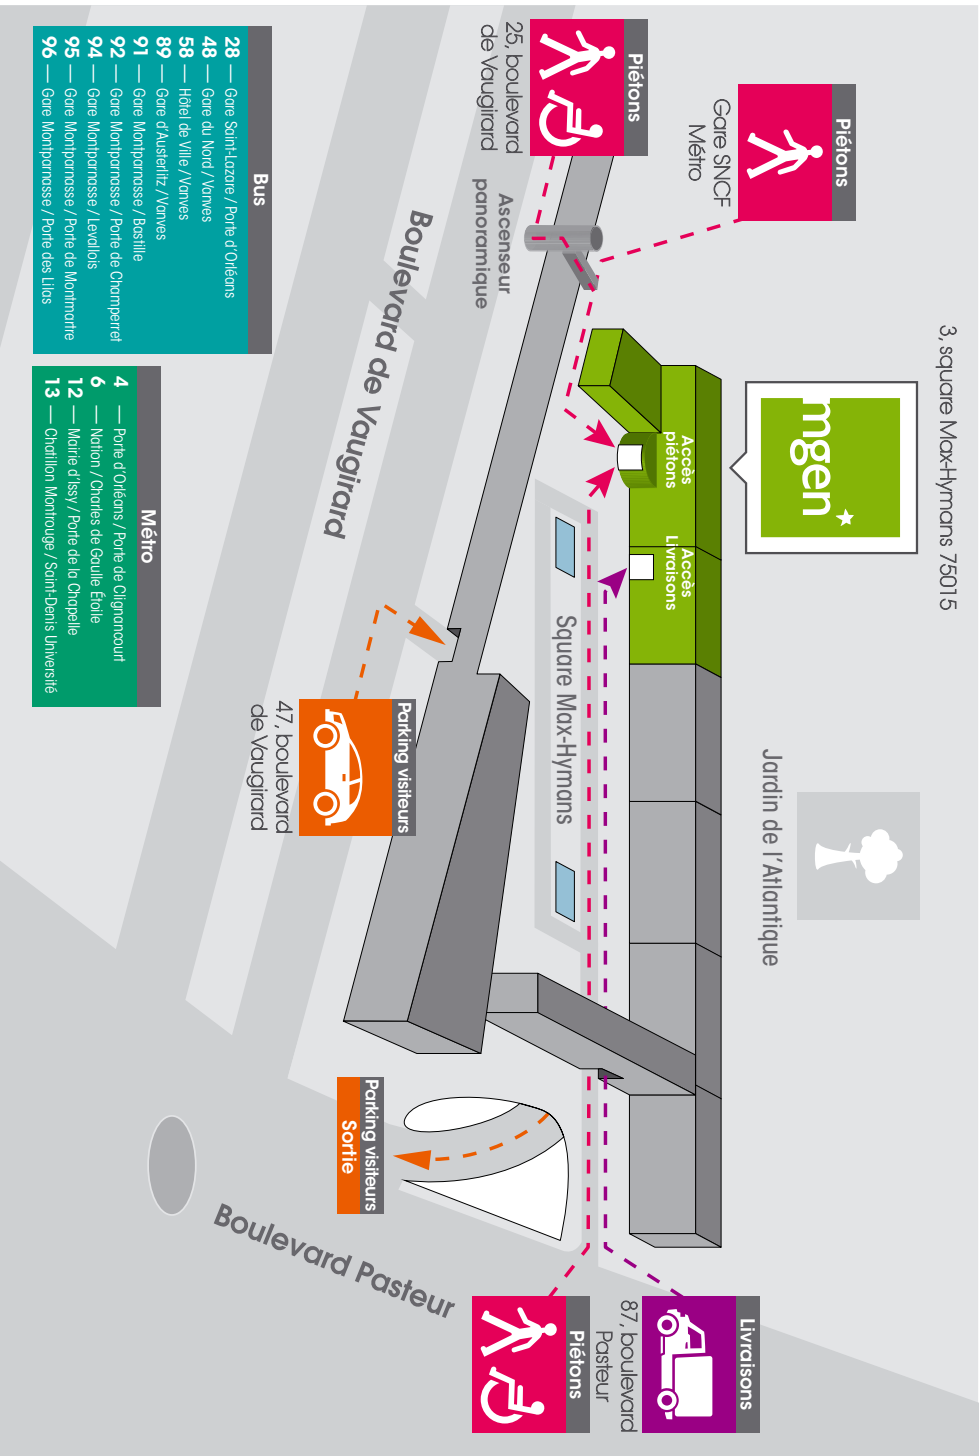 3, square Max-Hymans 75015
mgen
Jardin de l'Atlantique
Piétons
Gare SNCF
Métro
Piétons
25, boulevard
de Vaugirard
Ascenseur
panoramique
Accès
piétons
Accès
Livraisons
Square Max-Hymans
Boulevard de Vaugirard
Parking visiteurs
47, boulevard
de Vaugirard
Parking visiteurs
Sortie
Boulevard Pasteur
Livraisons
87, boulevard
Pasteur
Piétons
Bus
28 — Gare Saint-Lazare / Porte d'Orléans
48 — Gare du Nord / Vanves
58 — Hôtel de Ville / Vanves
89 — Gare d'Austerlitz / Vanves
91 — Gare Montparnasse / Bastille
92 — Gare Montparnasse / Porte de Champerret
94 — Gare Montparnasse / Levallois
95 — Gare Montparnasse / Porte de Montmartre
96 — Gare Montparnasse / Porte des Lilas
Métro
4 — Porte d'Orléans / Porte de Clignancourt
6 — Nation / Charles de Gaulle Étoile
12 — Mairie d'Issy / Porte de la Chapelle
13 — Chatillon Montrouge / Saint-Denis Université